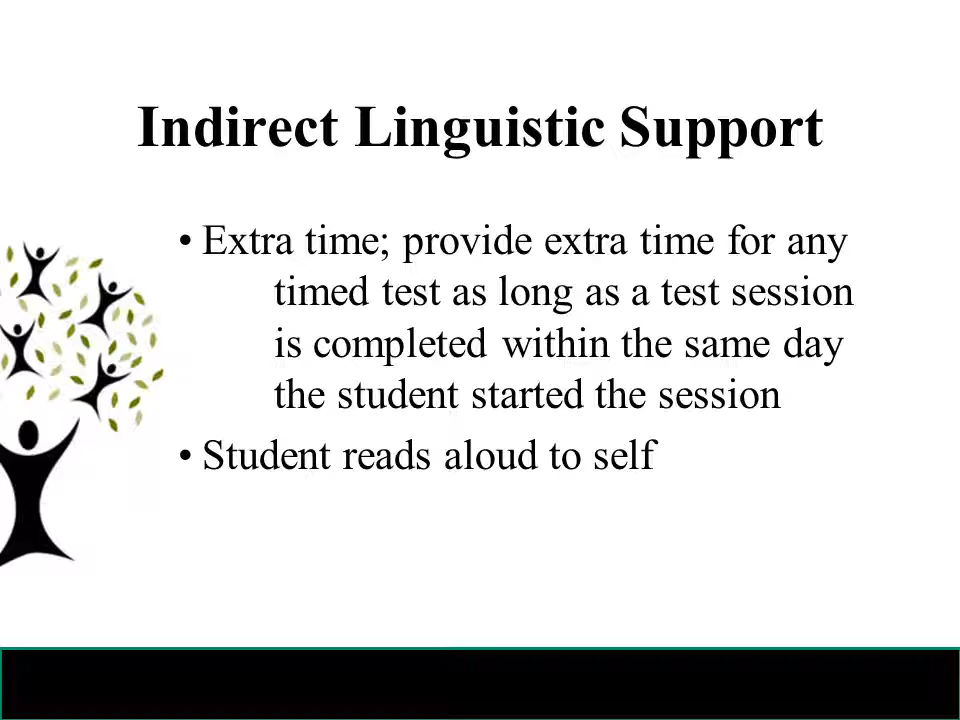 Indirect Linguistic Support
• Extra time; provide extra time for any
timed test as long as a test session
is completed within the same day
the student started the session
• Student reads aloud to self